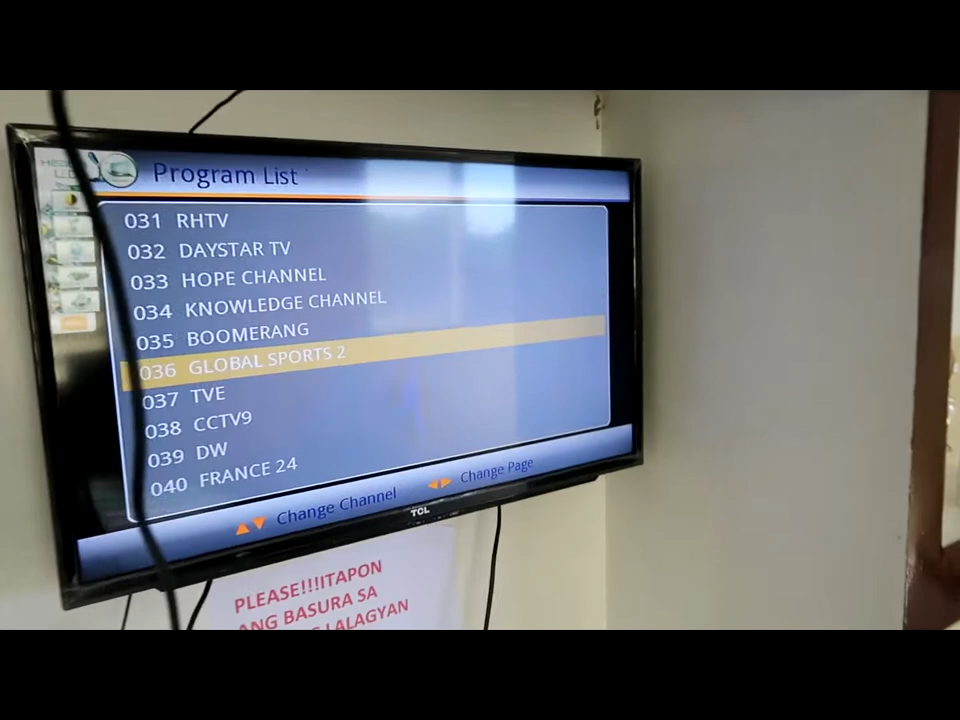 Program List
031 RHTV
032 DAYSTAR TV
033 HOPE CHANNEL
034 KNOWLEDGE CHANNEL
035 BOOMERANG
036 GLOBAL SPORTS 2
037 TVE
038 CCTV9
039 DW
040 FRANCE 24
Change Channel
Change Page
TCL
PLEASE!!!ITAPON
ANG BASURA SA
LALAGYAN